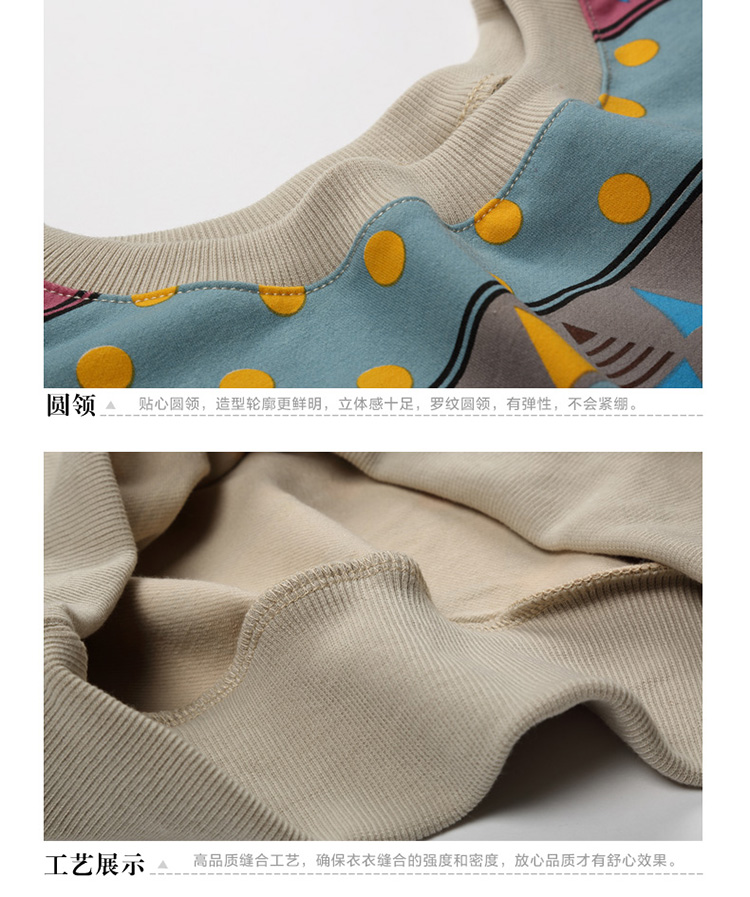 圆领 贴心圆领，造型轮廓更鲜明，立体感十足，罗纹圆领，有弹性，不会紧绷。
工艺展示 高品质缝合工艺，确保衣衣缝合的强度和密度，放心品质才有舒心效果。